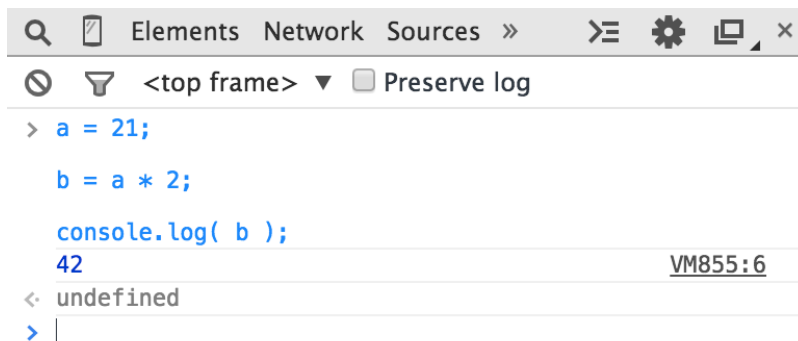 Elements Network Sources »
<top frame> ▼ Preserve log
> a = 21;
b = a * 2;
console.log( b );
42 VM855:6
<· undefined
>